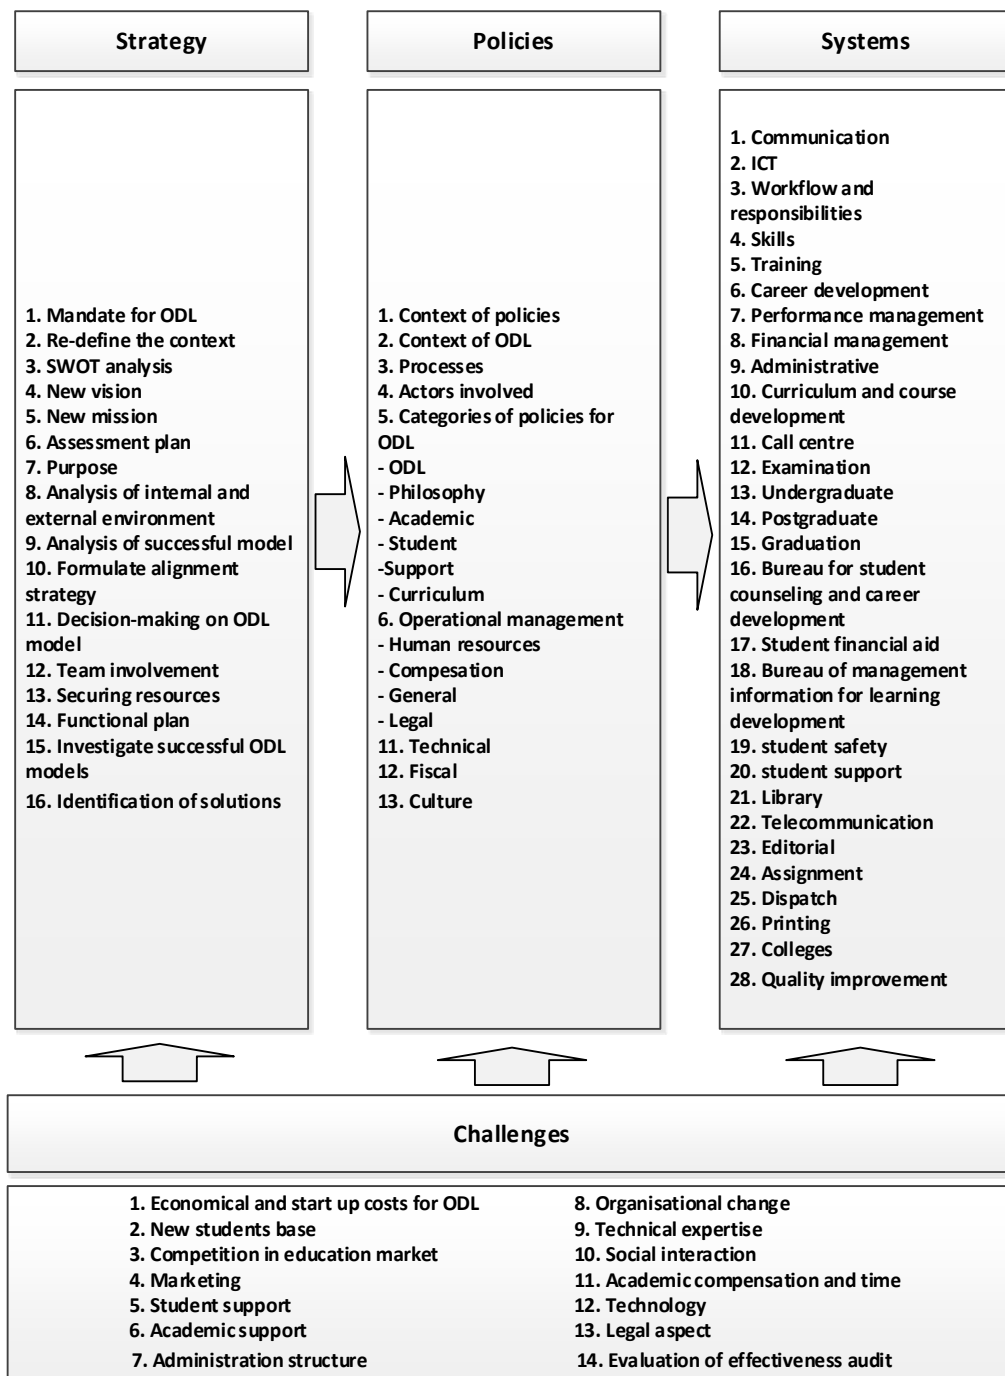 Strategy
1. Mandate for ODL
2. Re-define the context
3. SWOT analysis
4. New vision
5. New mission
6. Assessment plan
7. Purpose
8. Analysis of internal and
external environment
9. Analysis of successful model
10. Formulate alignment
strategy
11. Decision-making on ODL
model
12. Team involvement
13. Securing resources
14. Functional plan
15. Investigate successful ODL
models
16. Identification of solutions
Policies
1. Context of policies
2. Context of ODL
3. Processes
4. Actors involved
5. Categories of policies for
ODL
- ODL
- Philosophy
- Academic
- Student
-Support
- Curriculum
6. Operational management
- Human resources
- Compesation
- General
- Legal
11. Technical
12. Fiscal
13. Culture
Systems
1. Communication
2. ICT
3. Workflow and
responsibilities
4. Skills
5. Training
6. Career development
7. Performance management
8. Financial management
9. Administrative
10. Curriculum and course
development
11. Call centre
12. Examination
13. Undergraduate
14. Postgraduate
15. Graduation
16. Bureau for student
counseling and career
development
17. Student financial aid
18. Bureau of management
information for learning
development
19. student safety
20. student support
21. Library
22. Telecommunication
23. Editorial
24. Assignment
25. Dispatch
26. Printing
27. Colleges
28. Quality improvement
Challenges
1. Economical and start up costs for ODL
2. New students base
3. Competition in education market
4. Marketing
5. Student support
6. Academic support
7. Administration structure
8. Organisational change
9. Technical expertise
10. Social interaction
11. Academic compensation and time
12. Technology
13. Legal aspect
14. Evaluation of effectiveness audit